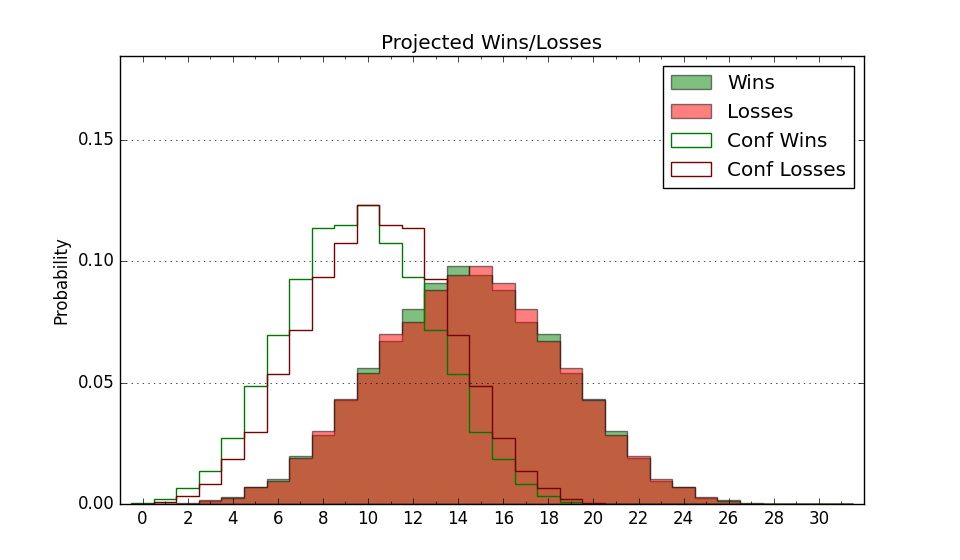 Projected Wins/Losses
Wins
Losses
Conf Wins
Conf Losses
Probability
0.15
0.10
0.05
0.00
0 2 4 6 8 10 12 14 16 18 20 22 24 26 28 30